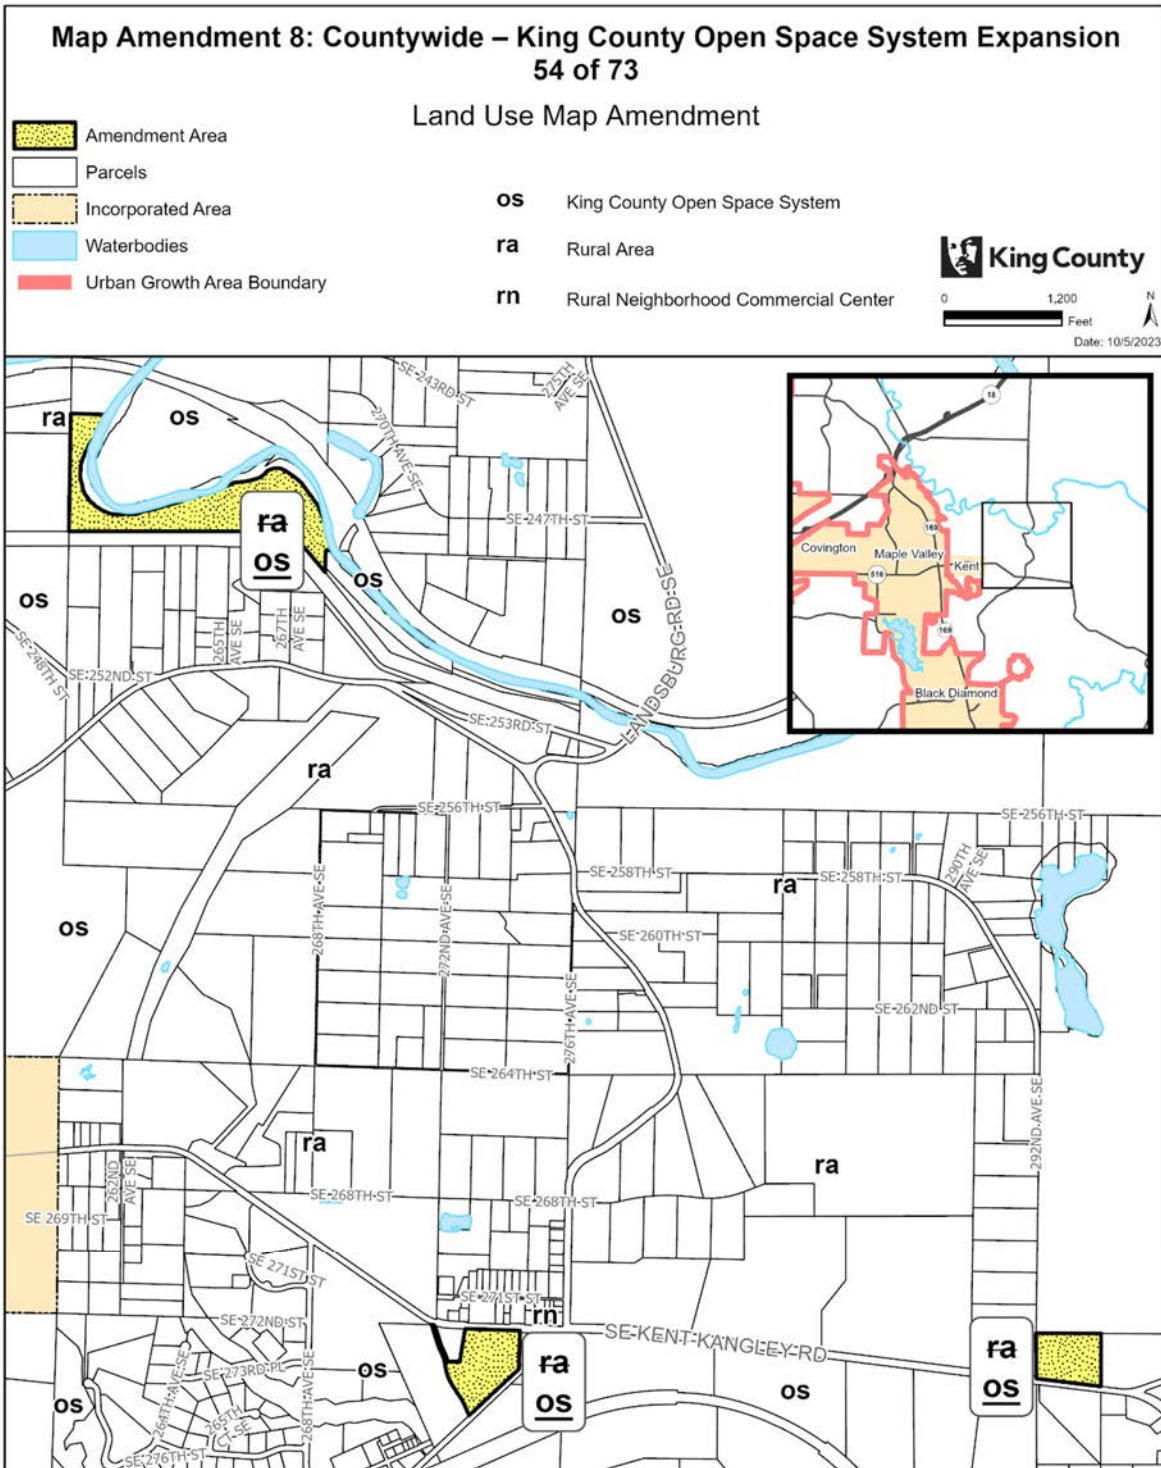 Map Amendment 8: Countywide – King County Open Space System Expansion
54 of 73
Land Use Map Amendment
Amendment Area
Parcels
Incorporated Area
Waterbodies
Urban Growth Area Boundary
os King County Open Space System
ra Rural Area
rn Rural Neighborhood Commercial Center
King County
0 1,200
Feet
N
Date: 10/5/2023
SE 243RD ST
275TH
AVE SE
270TH AVE SE
ra
os
ra
os
SE 247TH ST
os
os
os
LANDSBURG RD SE
265TH
AVE SE
267TH
AVE SE
SE 248TH ST
SE 252ND ST
SE 253RD ST
18
169
Covington
Maple Valley
516
Kent
169
Black Diamond
ra
SE 256TH ST
SE 256TH ST
268TH AVE SE
272ND AVE SE
SE 258TH ST
ra
SE 258TH ST
290TH
AVE SE
os
SE 260TH ST
276TH AVE SE
SE 262ND ST
SE 264TH ST
292ND AVE SE
ra
ra
262ND
AVE SE
SE 268TH ST
SE 268TH ST
SE 269TH ST
SE 271ST ST
SE 271ST ST
rn
SE 272ND ST
SE KENT KANGLEY RD
ra
os
ra
os
264TH AVE SE
SE 273RD PL
268TH AVE SE
os
os
os
265TH
CT SE
SE 276TH ST